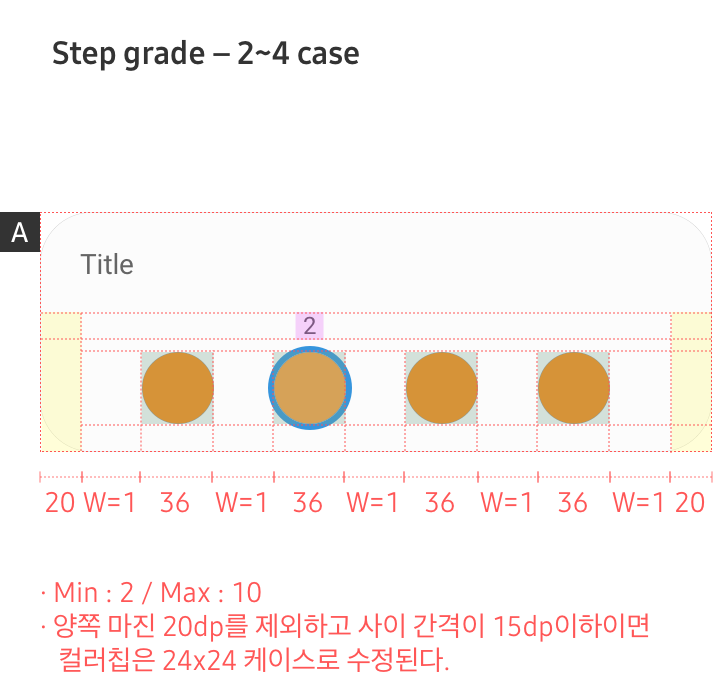 Step grade – 2~4 case
A
Title
2
20 W=1 36 W=1 36 W=1 36 W=1 36 W=1 20
· Min : 2 / Max : 10
· 양쪽 마진 20dp를 제외하고 사이 간격이 15dp이하이면
컬러칩은 24x24 케이스로 수정된다.